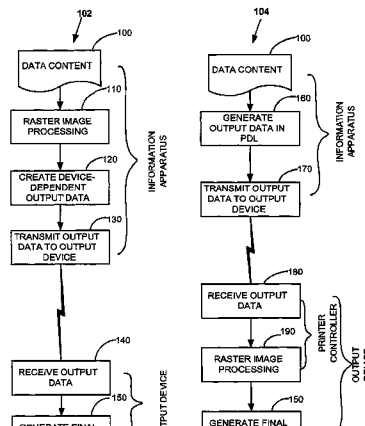 102
100
DATA CONTENT
110
RASTER IMAGE
PROCESSING
120
CREATE DEVICE-
DEPENDENT
OUTPUT DATA
130
TRANSMIT OUTPUT
DATA TO OUTPUT
DEVICE
INFORMATION
APPARATUS
140
RECEIVE OUTPUT
DATA
150
GENERATE FINAL
OUTPUT DEVICE
104
100
DATA CONTENT
160
GENERATE
OUTPUT DATA IN
PDL
170
TRANSMIT OUTPUT
DATA TO OUTPUT
DEVICE
INFORMATION
APPARATUS
180
RECEIVE OUTPUT
DATA
190
RASTER IMAGE
PROCESSING
PRINTER
CONTROLLER
150
GENERATE FINAL
OUTPUT